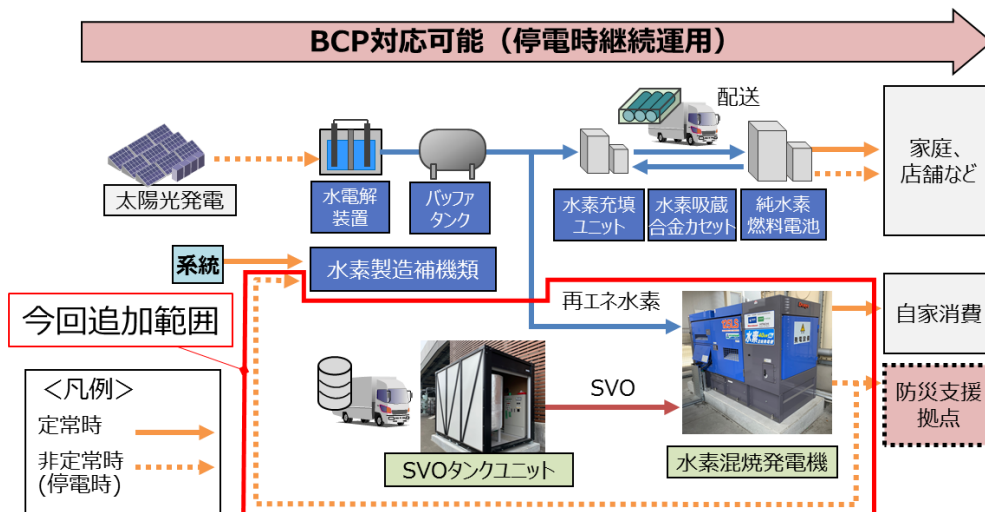 BCP対応可能（停電時継続運用）
配送
太陽光発電
水電解
装置
バッファ
タンク
水素充填
ユニット
水素吸蔵
合金カセット
純水素
燃料電池
家庭、
店舗など
系統
水素製造補機類
今回追加範囲
再エネ水素
自家消費
水素
SVO
防災支援
拠点
＜凡例＞
定常時
非定常時
(停電時)
SVOタンクユニット
水素混焼発電機